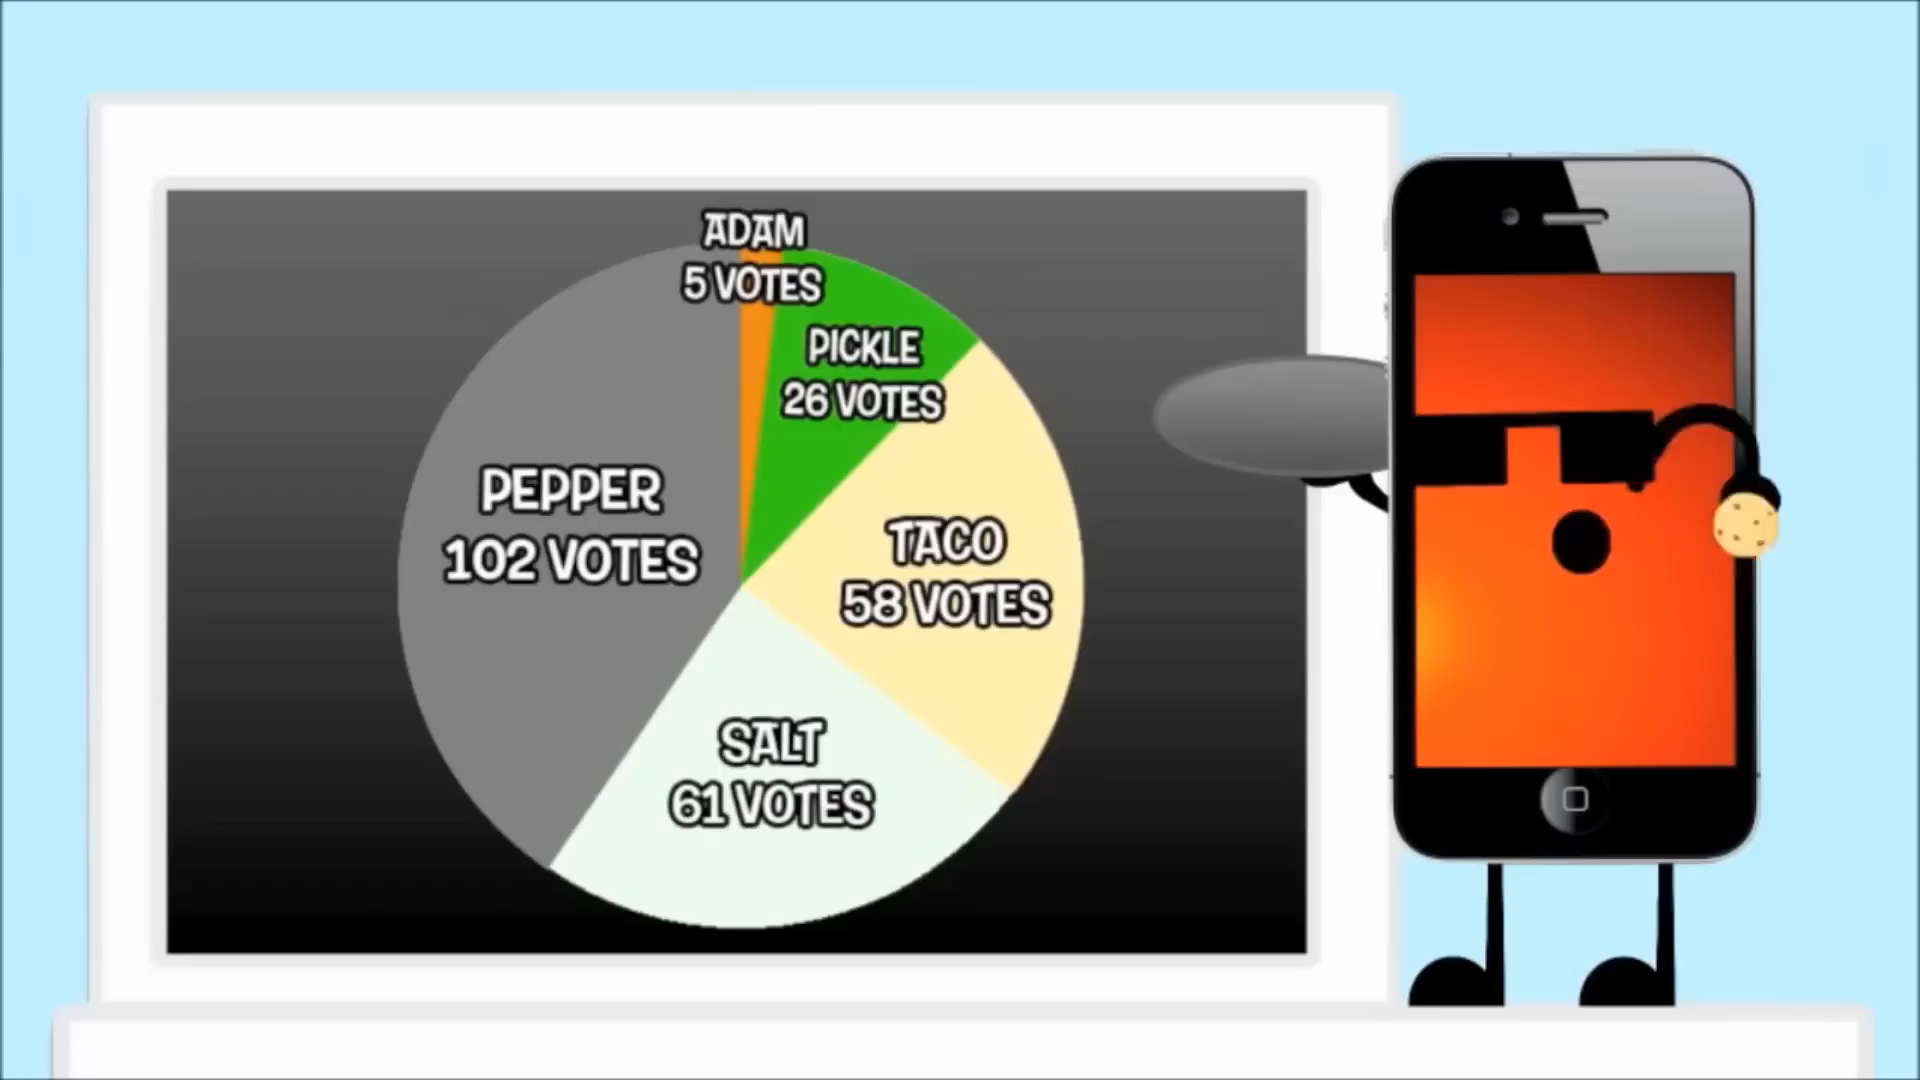 ADAM
5 VOTES
PICKLE
26 VOTES
PEPPER
102 VOTES
TACO
58 VOTES
SALT
61 VOTES